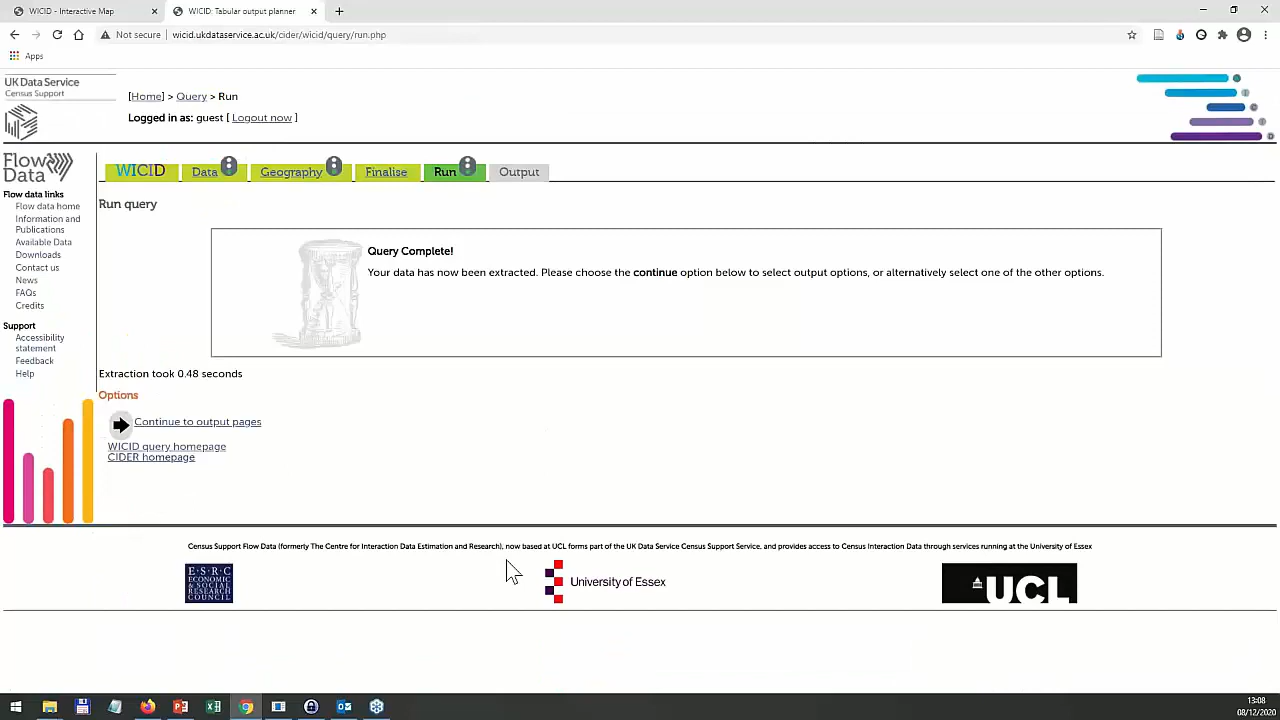 WICID - Interactive Map
WICID: Tabular output planner
Not secure
wicid.ukdataservice.ac.uk/cider/wicid/query/run.php
Apps
UK Data Service
Census Support
[Home] > Query > Run
Logged in as: guest [ Logout now ]
Flow
Data
WICID
Data
Geography
Finalise
Run
Output
Flow data links
Flow data home
Information and
Publications
Available Data
Downloads
Contact us
News
FAQs
Credits
Support
Accessibility
statement
Feedback
Help
Run query
Query Complete!
Your data has now been extracted. Please choose the continue option below to select output options, or alternatively select one of the other options.
Extraction took 0.48 seconds
Options
Continue to output pages
WICID query homepage
CIDER homepage
Census Support Flow Data (formerly The Centre for Interaction Data Estimation and Research), now based at UCL forms part of the UK Data Service Census Support Service, and provides access to Census Interaction Data through services running at the University of Essex
E·S·R·C
ECONOMIC
& SOCIAL
RESEARCH
COUNCIL
University of Essex
UCL
13:08
08/12/2020